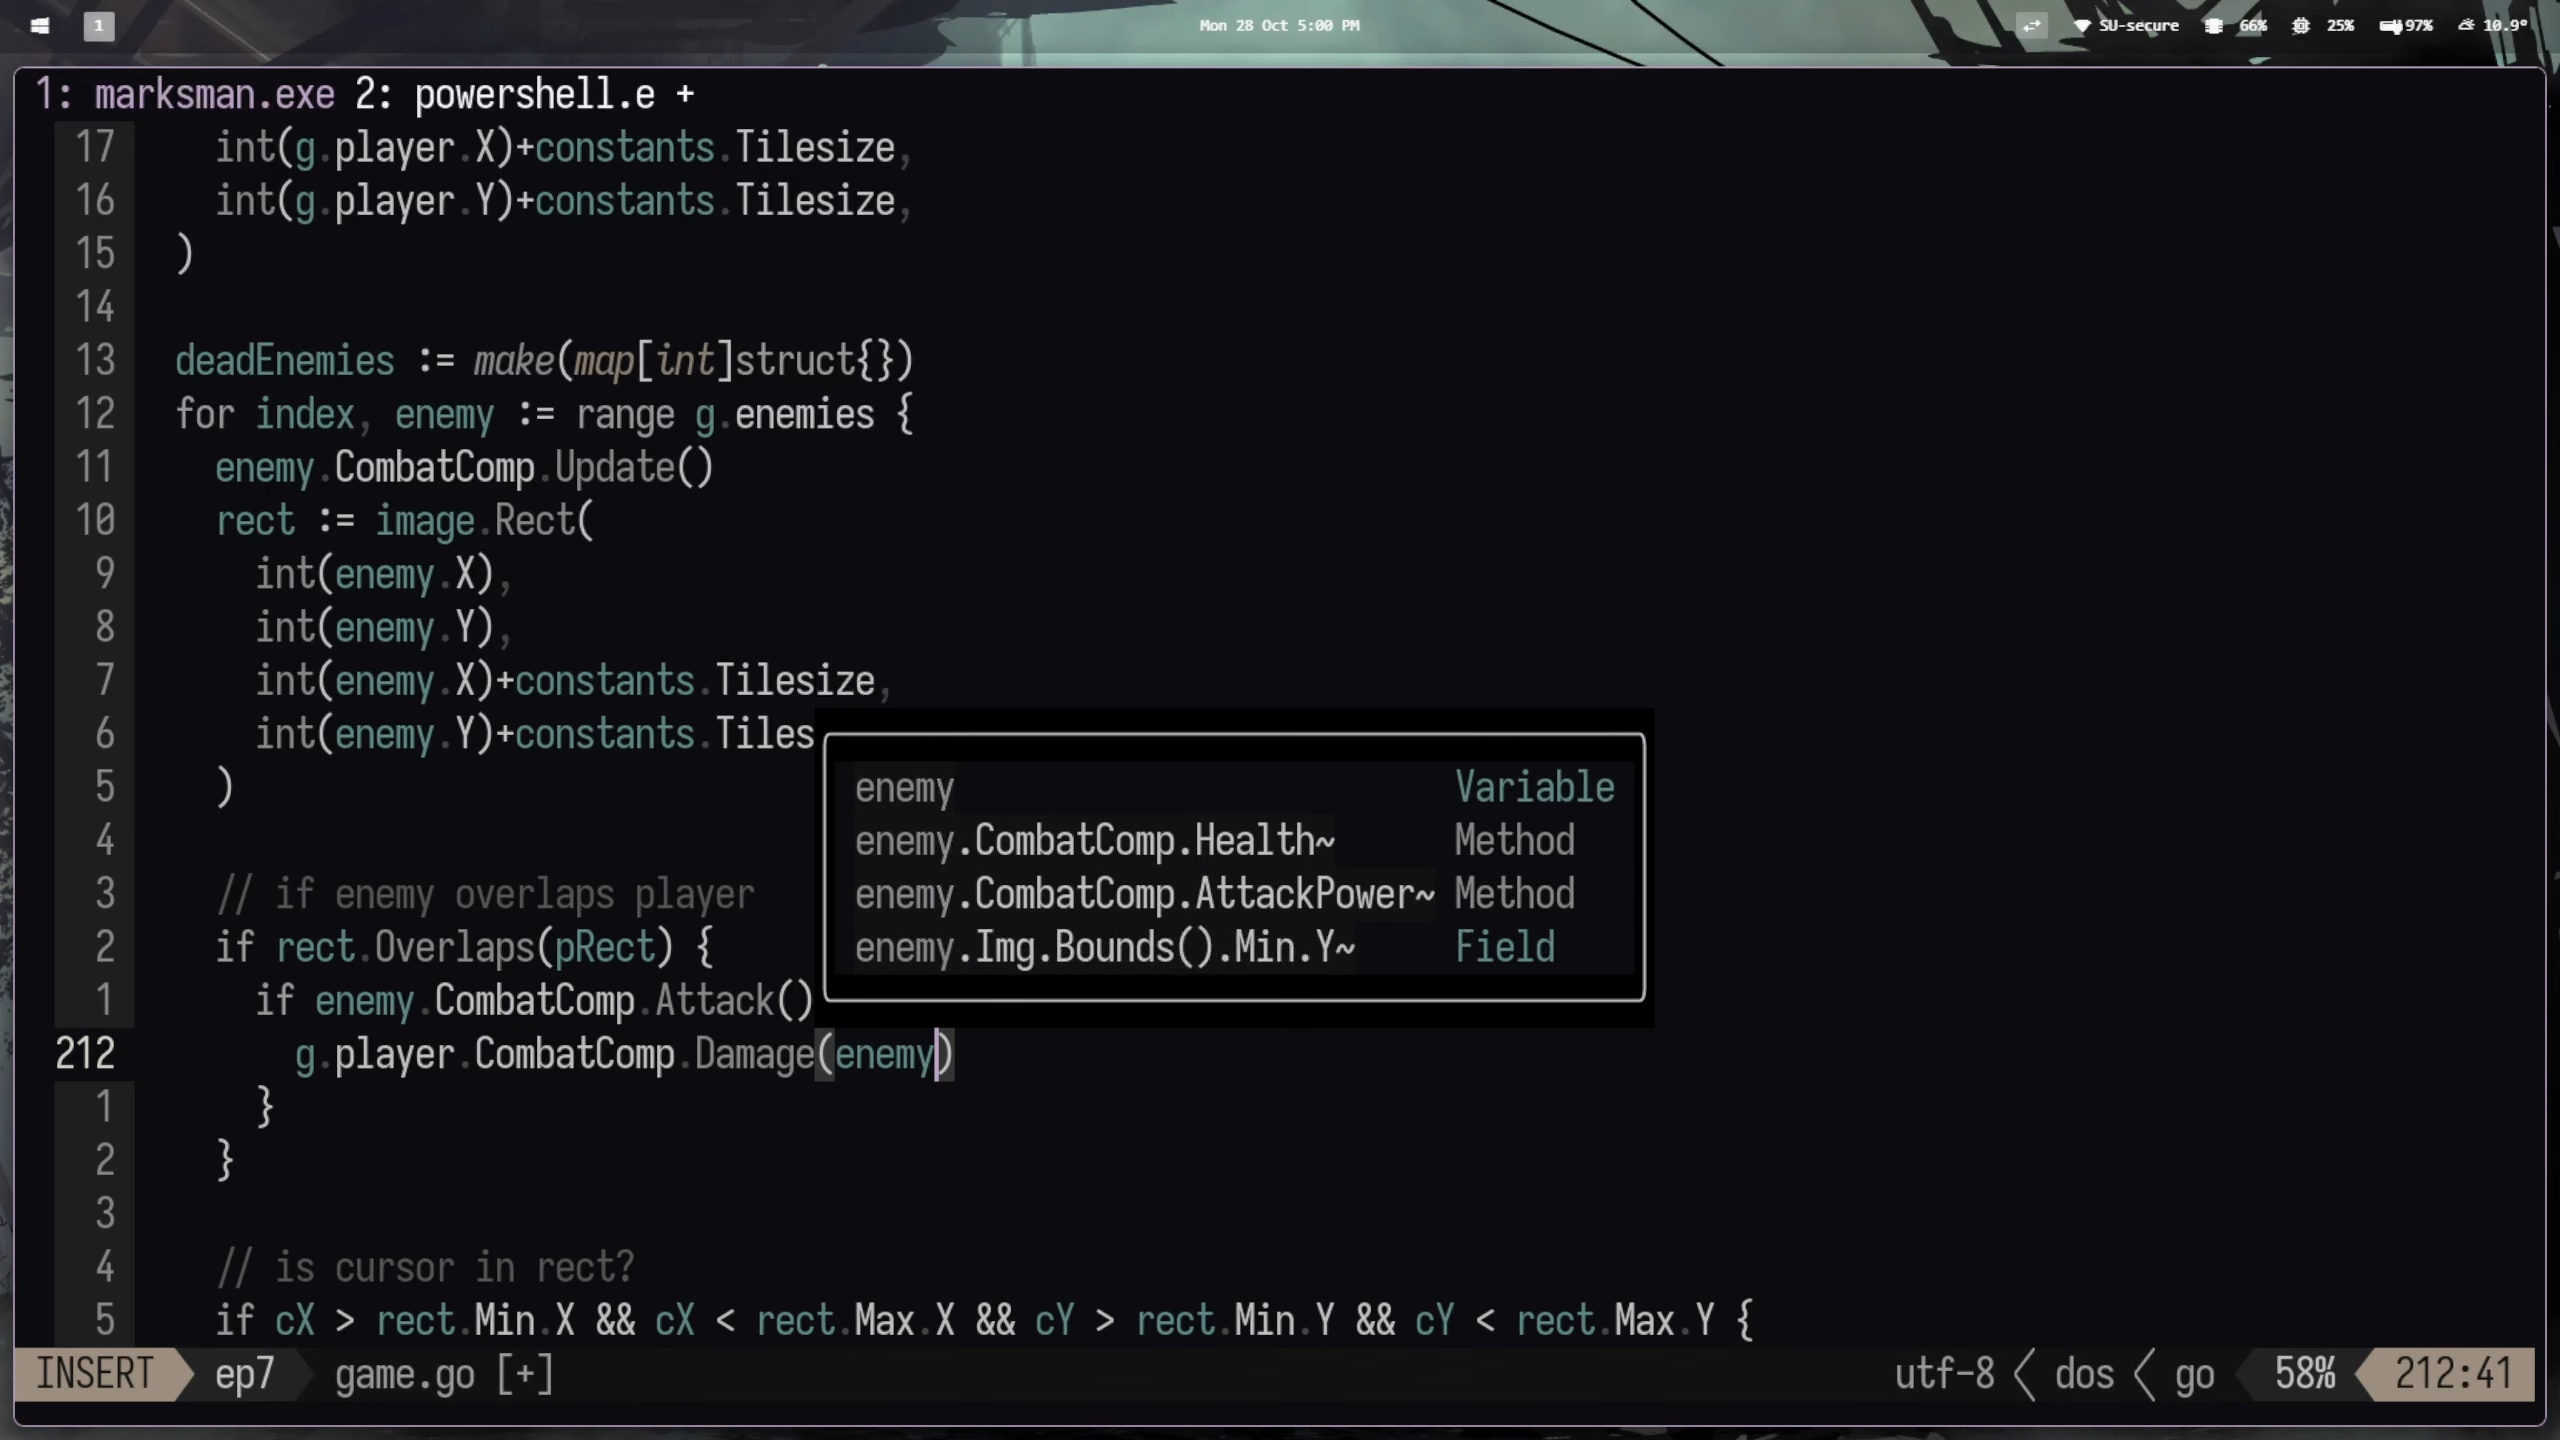 1 Mon 28 Oct 5:00 PM SU-secure 66% 25% 97% 10.9°
1: marksman.exe 2: powershell.e +
17 int(g.player.X)+constants.Tilesize,
16 int(g.player.Y)+constants.Tilesize,
15 )
14
13 deadEnemies := make(map[int]struct{})
12 for index, enemy := range g.enemies {
11 enemy.CombatComp.Update()
10 rect := image.Rect(
9 int(enemy.X),
8 int(enemy.Y),
7 int(enemy.X)+constants.Tilesize,
6 int(enemy.Y)+constants.Tiles
5 )
4
3 // if enemy overlaps player
2 if rect.Overlaps(pRect) {
1 if enemy.CombatComp.Attack()
enemy Variable
enemy.CombatComp.Health~ Method
enemy.CombatComp.AttackPower~ Method
enemy.Img.Bounds().Min.Y~ Field
212 g.player.CombatComp.Damage(enemy)
1 }
2 }
3
4 // is cursor in rect?
5 if cX > rect.Min.X && cX < rect.Max.X && cY > rect.Min.Y && cY < rect.Max.Y {
INSERT ep7 game.go [+] utf-8 < dos < go 58% 212:41